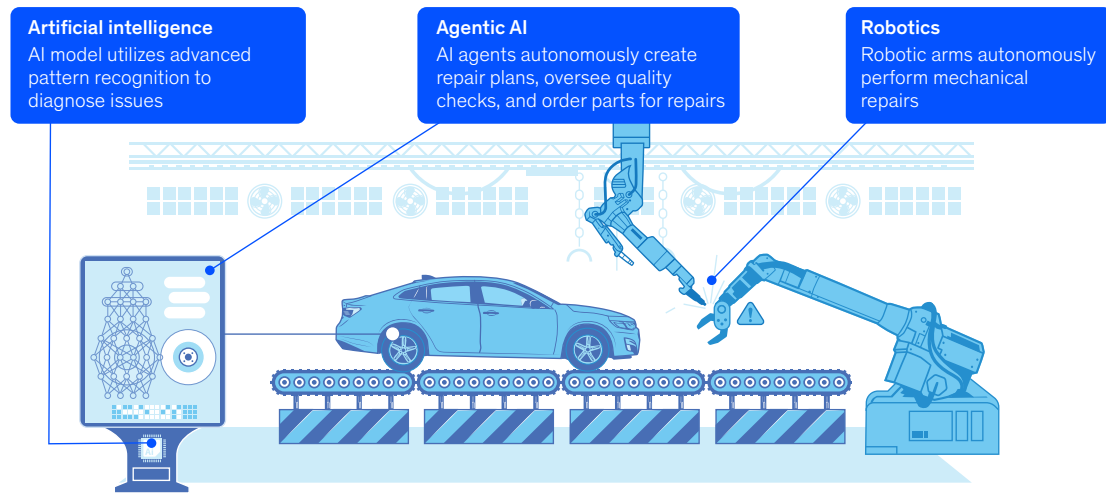 Artificial intelligence
AI model utilizes advanced
pattern recognition to
diagnose issues
Agentic AI
AI agents autonomously create
repair plans, oversee quality
checks, and order parts for repairs
Robotics
Robotic arms autonomously
perform mechanical
repairs
AI